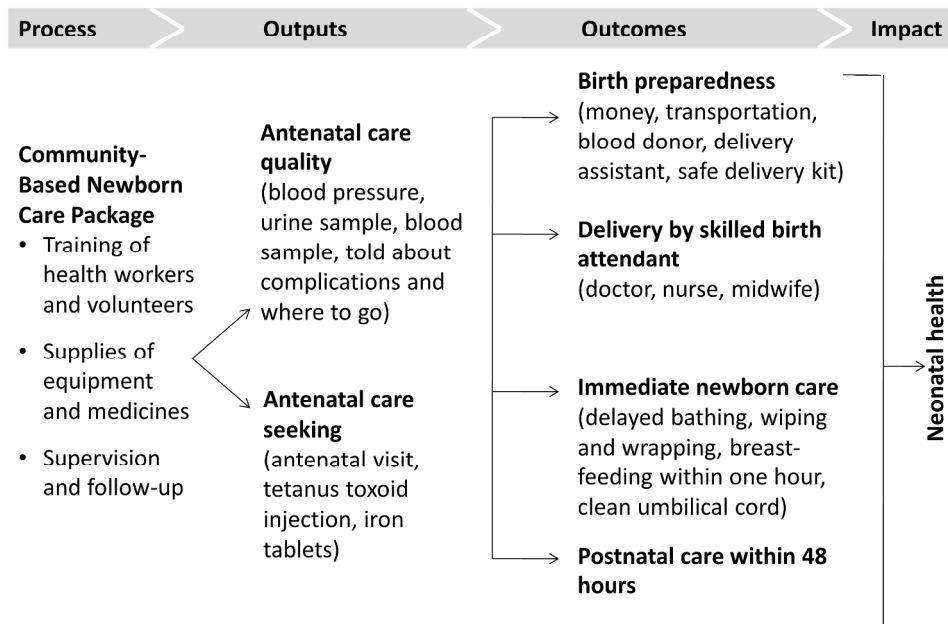 Process
Outputs
Outcomes
Impact
Community-
Based Newborn
Care Package
• Training of
health workers
and volunteers
• Supplies of
equipment
and medicines
• Supervision
and follow-up
Antenatal care
quality
(blood pressure,
urine sample, blood
sample, told about
complications and
where to go)
Antenatal care
seeking
(antenatal visit,
tetanus toxoid
injection, iron
tablets)
Birth preparedness
(money, transportation,
blood donor, delivery
assistant, safe delivery kit)
Delivery by skilled birth
attendant
(doctor, nurse, midwife)
Immediate newborn care
(delayed bathing, wiping
and wrapping, breast-
feeding within one hour,
clean umbilical cord)
Postnatal care within 48
hours
Neonatal health